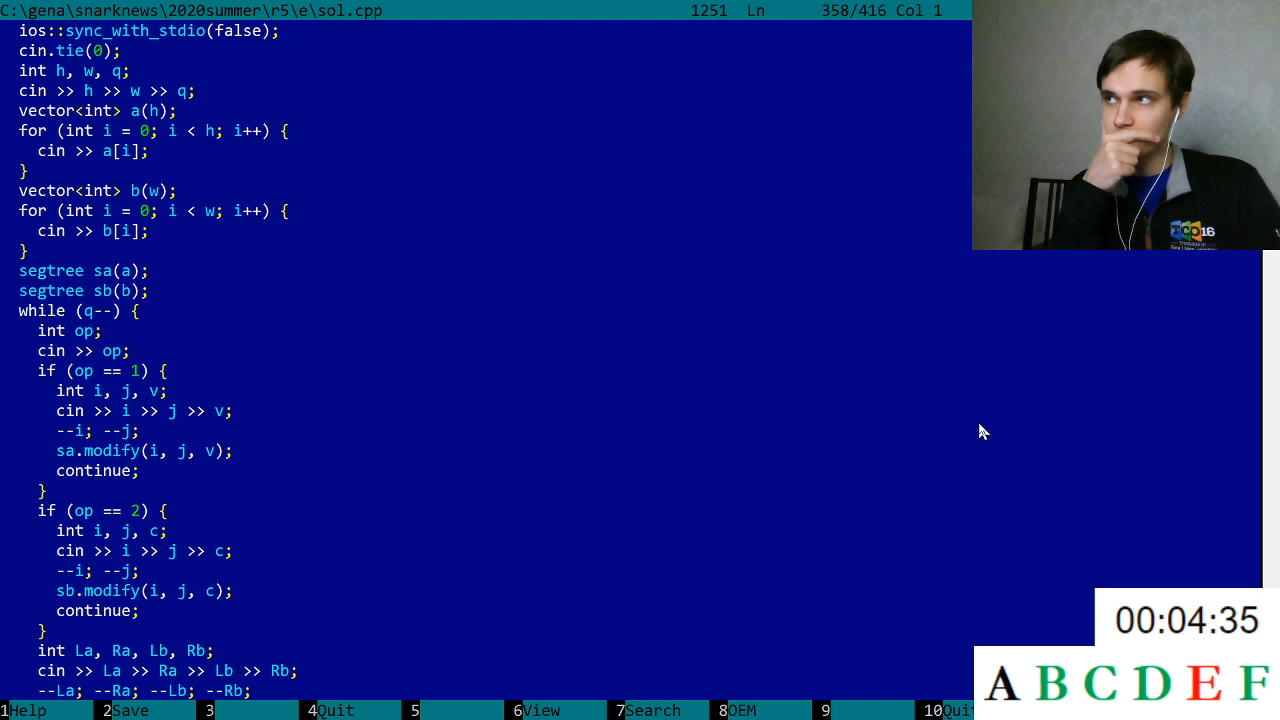 C:\gena\snarknews\2020summer\r5\e\sol.cpp 1251 Ln 358/416 Col 1
ios::sync_with_stdio(false);
cin.tie(0);
int h, w, q;
cin >> h >> w >> q;
vector<int> a(h);
for (int i = 0; i < h; i++) {
cin >> a[i];
}
vector<int> b(w);
for (int i = 0; i < w; i++) {
cin >> b[i];
}
segtree sa(a);
segtree sb(b);
while (q--) {
int op;
cin >> op;
if (op == 1) {
int i, j, v;
cin >> i >> j >> v;
--i; --j;
sa.modify(i, j, v);
continue;
}
if (op == 2) {
int i, j, c;
cin >> i >> j >> c;
--i; --j;
sb.modify(i, j, c);
continue;
}
int La, Ra, Lb, Rb;
cin >> La >> Ra >> Lb >> Rb;
--La; --Ra; --Lb; --Rb;
1Help 2Save 3 4Quit 5 6View 7Search 8OEM 9 10Quit
TCO16
00:04:35
A B C D E F